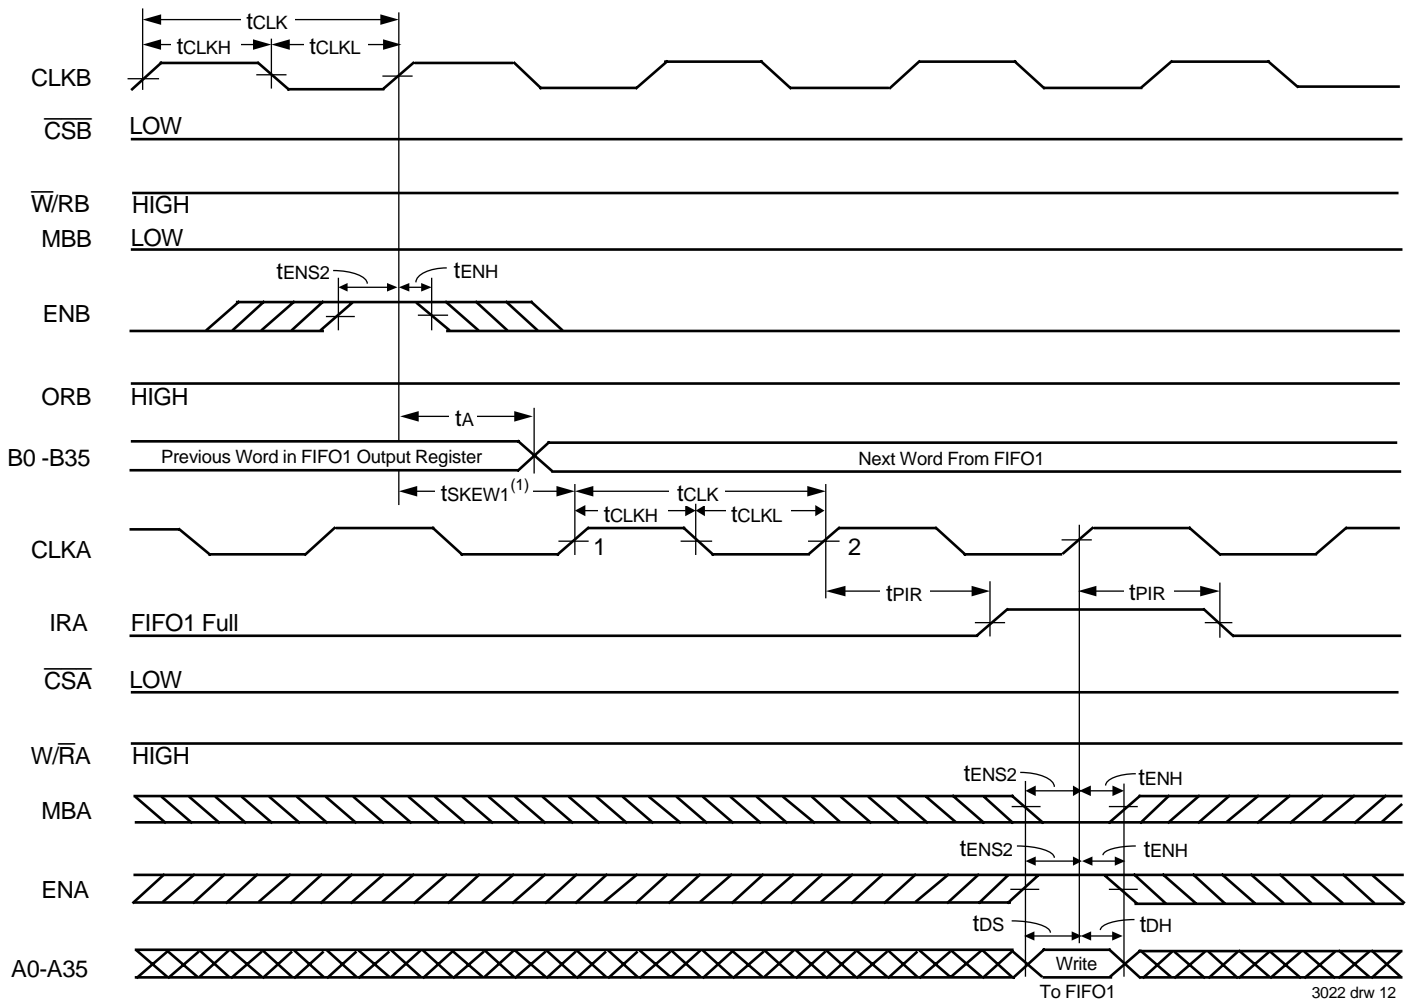 tCLK
tCLKH tCLKL
CLKB
CSB LOW
W/RB HIGH
MBB LOW
tENS2 tENH
ENB
ORB HIGH
tA
B0 -B35 Previous Word in FIFO1 Output Register Next Word From FIFO1
tSKEW1(1) tCLK
tCLKH tCLKL
CLKA 1 2
tPIR tPIR
IRA FIFO1 Full
CSA LOW
W/RA HIGH
tENS2 tENH
MBA
tENS2 tENH
ENA
tDS tDH
A0-A35 Write
To FIFO1
3022 drw 12